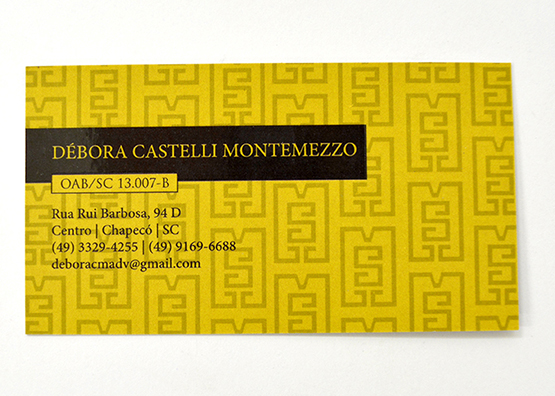 DÉBORA CASTELLI MONTEMEZZO
OAB/SC 13.007-B
Rua Rui Barbosa, 94 D
Centro | Chapecó | SC
(49) 3329-4255 | (49) 9169-6688
deboracmadv@gmail.com